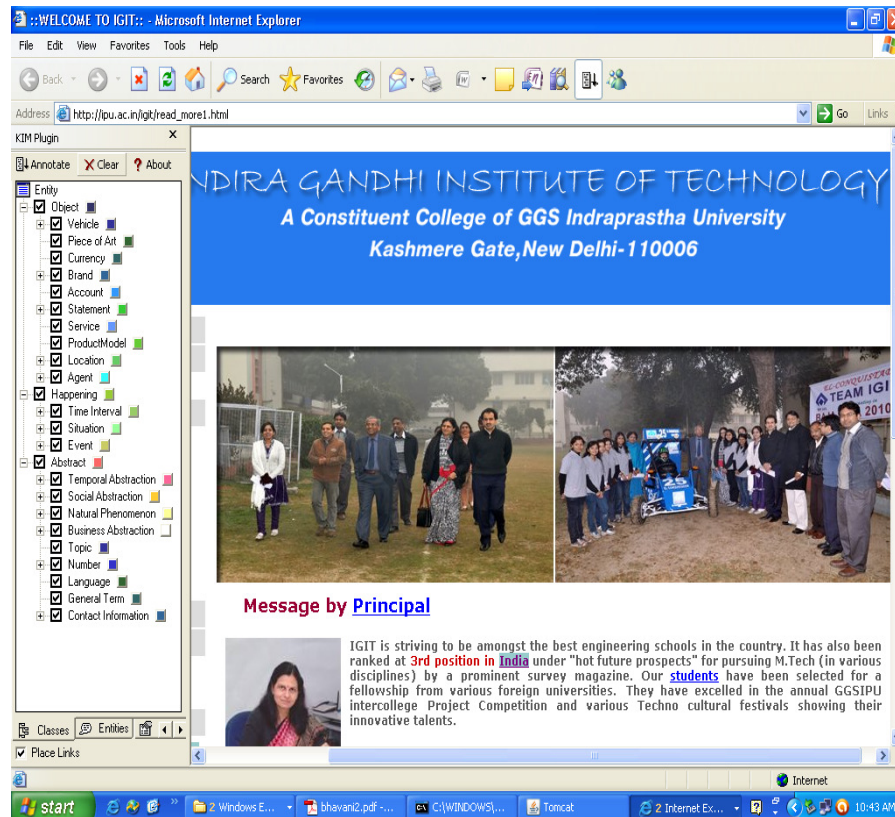 ::WELCOME TO IGIT:: - Microsoft Internet Explorer
File Edit View Favorites Tools Help
Back Search Favorites
Address http://ipu.ac.in/igit/read_more1.html Go Links
KIM Plugin x
Annotate Clear ? About
Entity
Object
Vehicle
Piece of Art
Currency
Brand
Account
Statement
Service
ProductModel
Location
Agent
Happening
Time Interval
Situation
Event
Abstract
Temporal Abstraction
Social Abstraction
Natural Phenomenon
Business Abstraction
Topic
Number
Language
General Term
Contact Information
Classes Entities
Place Links
NDIRA GANDHI INSTITUTE OF TECHNOLOGY
A Constituent College of GGS Indraprastha University
Kashmere Gate,New Delhi-110006
EL-CONQUISTADOR
TEAM IGI
2010
25
25
Message by Principal
IGIT is striving to be amongst the best engineering schools in the country. It has also been
ranked at 3rd position in India under "hot future prospects" for pursuing M.Tech (in various
disciplines) by a prominent survey magazine. Our students have been selected for a
fellowship from various foreign universities. They have excelled in the annual GGSIPU
intercollege Project Competition and various Techno cultural festivals showing their
innovative talents.
Internet
start 2 Windows E... bhavani2.pdf -... C:\WINDOWS\... Tomcat 2 Internet Ex... 10:43 AM